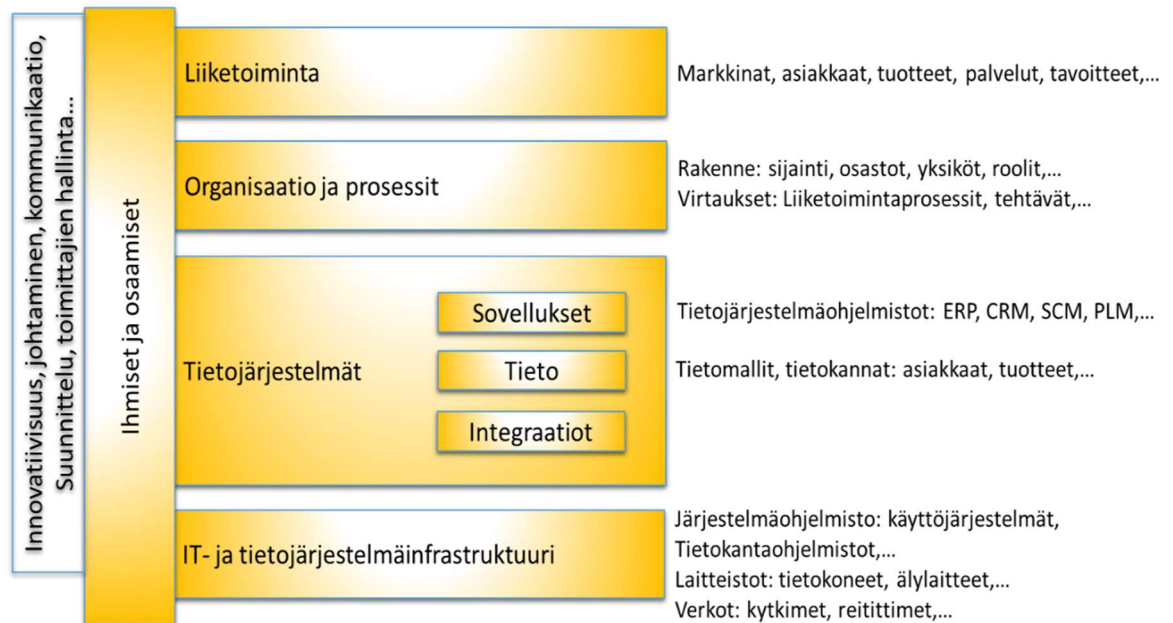 Innovatiivisuus, johtaminen, kommunikaatio,
Suunnittelu, toimittajien hallinta...
Ihmiset ja osaamiset
Liiketoiminta
Markkinat, asiakkaat, tuotteet, palvelut, tavoitteet,...
Organisaatio ja prosessit
Rakenne: sijainti, osastot, yksiköt, roolit,...
Virtaukset: Liiketoimintaprosessit, tehtävät,...
Tietojärjestelmät
Sovellukset
Tietojärjestelmäohjelmistot: ERP, CRM, SCM, PLM,...
Tieto
Tietomallit, tietokannat: asiakkaat, tuotteet,...
Integraatiot
IT- ja tietojärjestelmäinfrastruktuuri
Järjestelmäohjelmisto: käyttöjärjestelmät,
Tietokantaohjelmistot,...
Laitteistot: tietokoneet, älylaitteet,...
Verkot: kytkimet, reitittimet,...